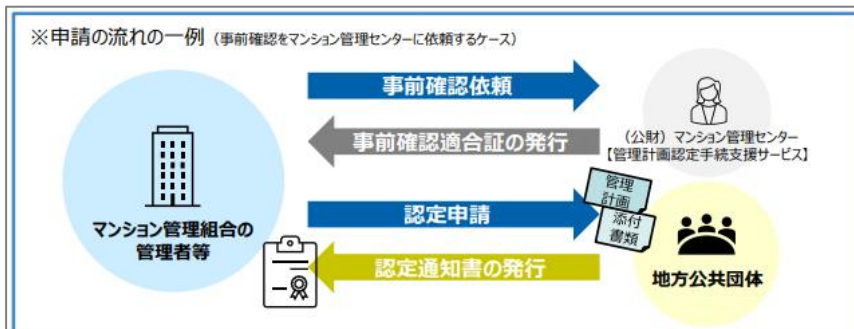 ※申請の流れの一例（事前確認をマンション管理センターに依頼するケース）
事前確認依頼
事前確認適合証の発行
（公財）マンション管理センター
【管理計画認定手続支援サービス】
マンション管理組合の
管理者等
認定申請
管理
計画
添付
書類
認定通知書の発行
地方公共団体